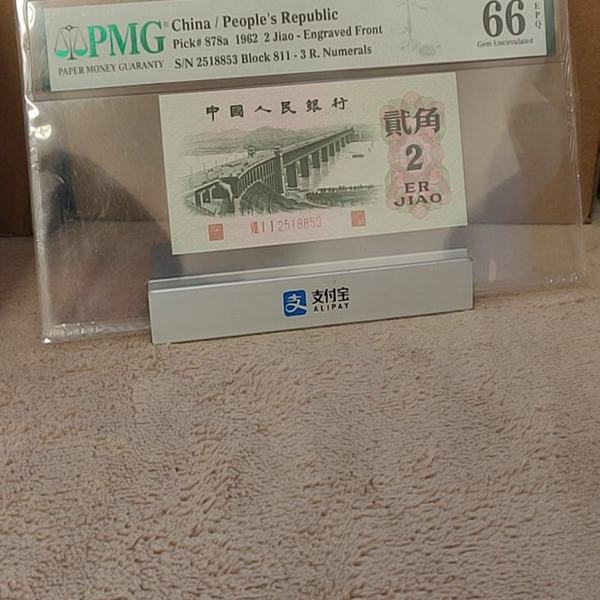 PMG
PAPER MONEY GUARANTY
China / People's Republic
Pick# 878a 1962 2 Jiao - Engraved Front
S/N 2518853 Block 811 - 3 R. Numerals
66
EPQ
Gem Uncirculated
中國人民銀行
貳角
2
ER
JIAO
VIII I I 2518853
支 支付宝
ALIPAY